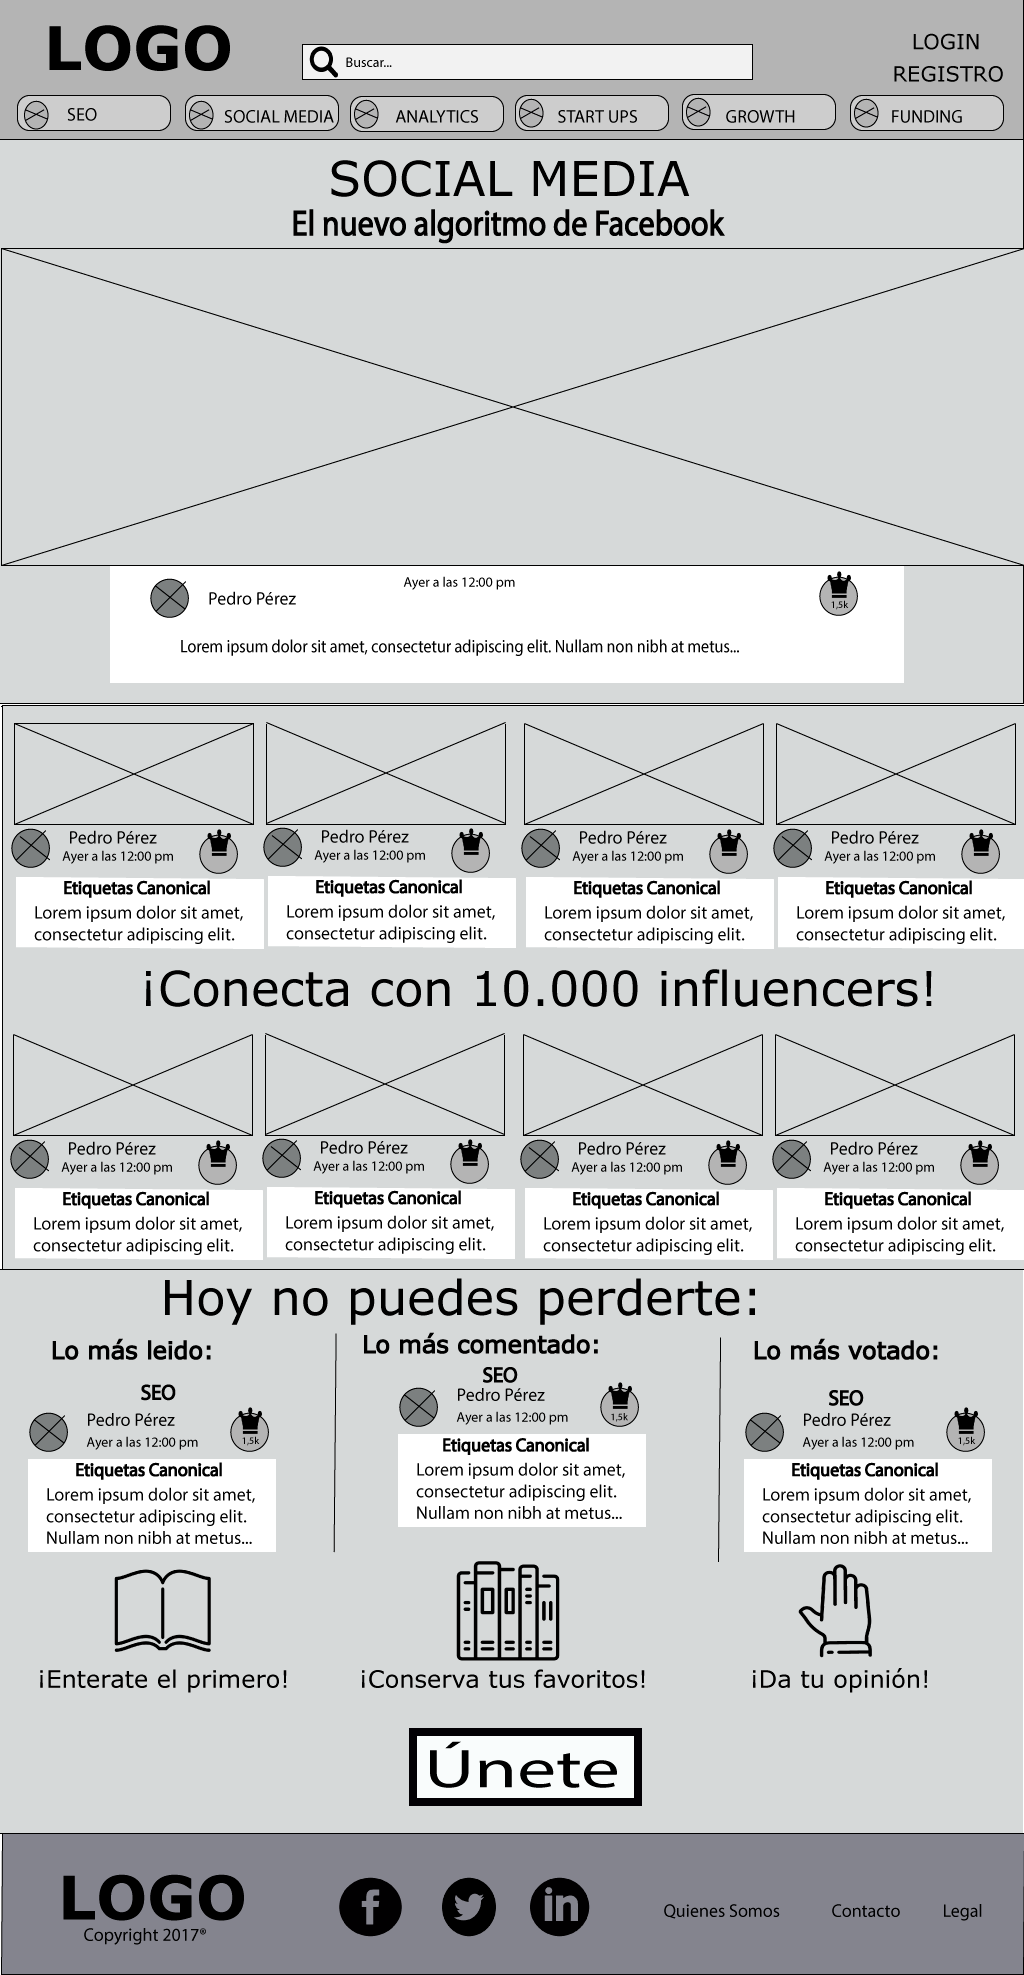 LOGO
Buscar...
LOGIN
REGISTRO
SEO
SOCIAL MEDIA
ANALYTICS
START UPS
GROWTH
FUNDING
SOCIAL MEDIA
El nuevo algoritmo de Facebook
Ayer a las 12:00 pm
Pedro Pérez
1,5k
Lorem ipsum dolor sit amet, consectetur adipiscing elit. Nullam non nibh at metus...
Pedro Pérez
Ayer a las 12:00 pm
Etiquetas Canonical
Lorem ipsum dolor sit amet,
consectetur adipiscing elit.
Pedro Pérez
Ayer a las 12:00 pm
Etiquetas Canonical
Lorem ipsum dolor sit amet,
consectetur adipiscing elit.
Pedro Pérez
Ayer a las 12:00 pm
Etiquetas Canonical
Lorem ipsum dolor sit amet,
consectetur adipiscing elit.
Pedro Pérez
Ayer a las 12:00 pm
Etiquetas Canonical
Lorem ipsum dolor sit amet,
consectetur adipiscing elit.
¡Conecta con 10.000 influencers!
Pedro Pérez
Ayer a las 12:00 pm
Etiquetas Canonical
Lorem ipsum dolor sit amet,
consectetur adipiscing elit.
Pedro Pérez
Ayer a las 12:00 pm
Etiquetas Canonical
Lorem ipsum dolor sit amet,
consectetur adipiscing elit.
Pedro Pérez
Ayer a las 12:00 pm
Etiquetas Canonical
Lorem ipsum dolor sit amet,
consectetur adipiscing elit.
Pedro Pérez
Ayer a las 12:00 pm
Etiquetas Canonical
Lorem ipsum dolor sit amet,
consectetur adipiscing elit.
Hoy no puedes perderte:
Lo más leido:
SEO
Pedro Pérez
Ayer a las 12:00 pm
1,5k
Etiquetas Canonical
Lorem ipsum dolor sit amet,
consectetur adipiscing elit.
Nullam non nibh at metus...
Lo más comentado:
SEO
Pedro Pérez
Ayer a las 12:00 pm
1,5k
Etiquetas Canonical
Lorem ipsum dolor sit amet,
consectetur adipiscing elit.
Nullam non nibh at metus...
Lo más votado:
SEO
Pedro Pérez
Ayer a las 12:00 pm
1,5k
Etiquetas Canonical
Lorem ipsum dolor sit amet,
consectetur adipiscing elit.
Nullam non nibh at metus...
¡Enterate el primero!
¡Conserva tus favoritos!
¡Da tu opinión!
Únete
LOGO
Copyright 2017®
f
in
Quienes Somos
Contacto
Legal